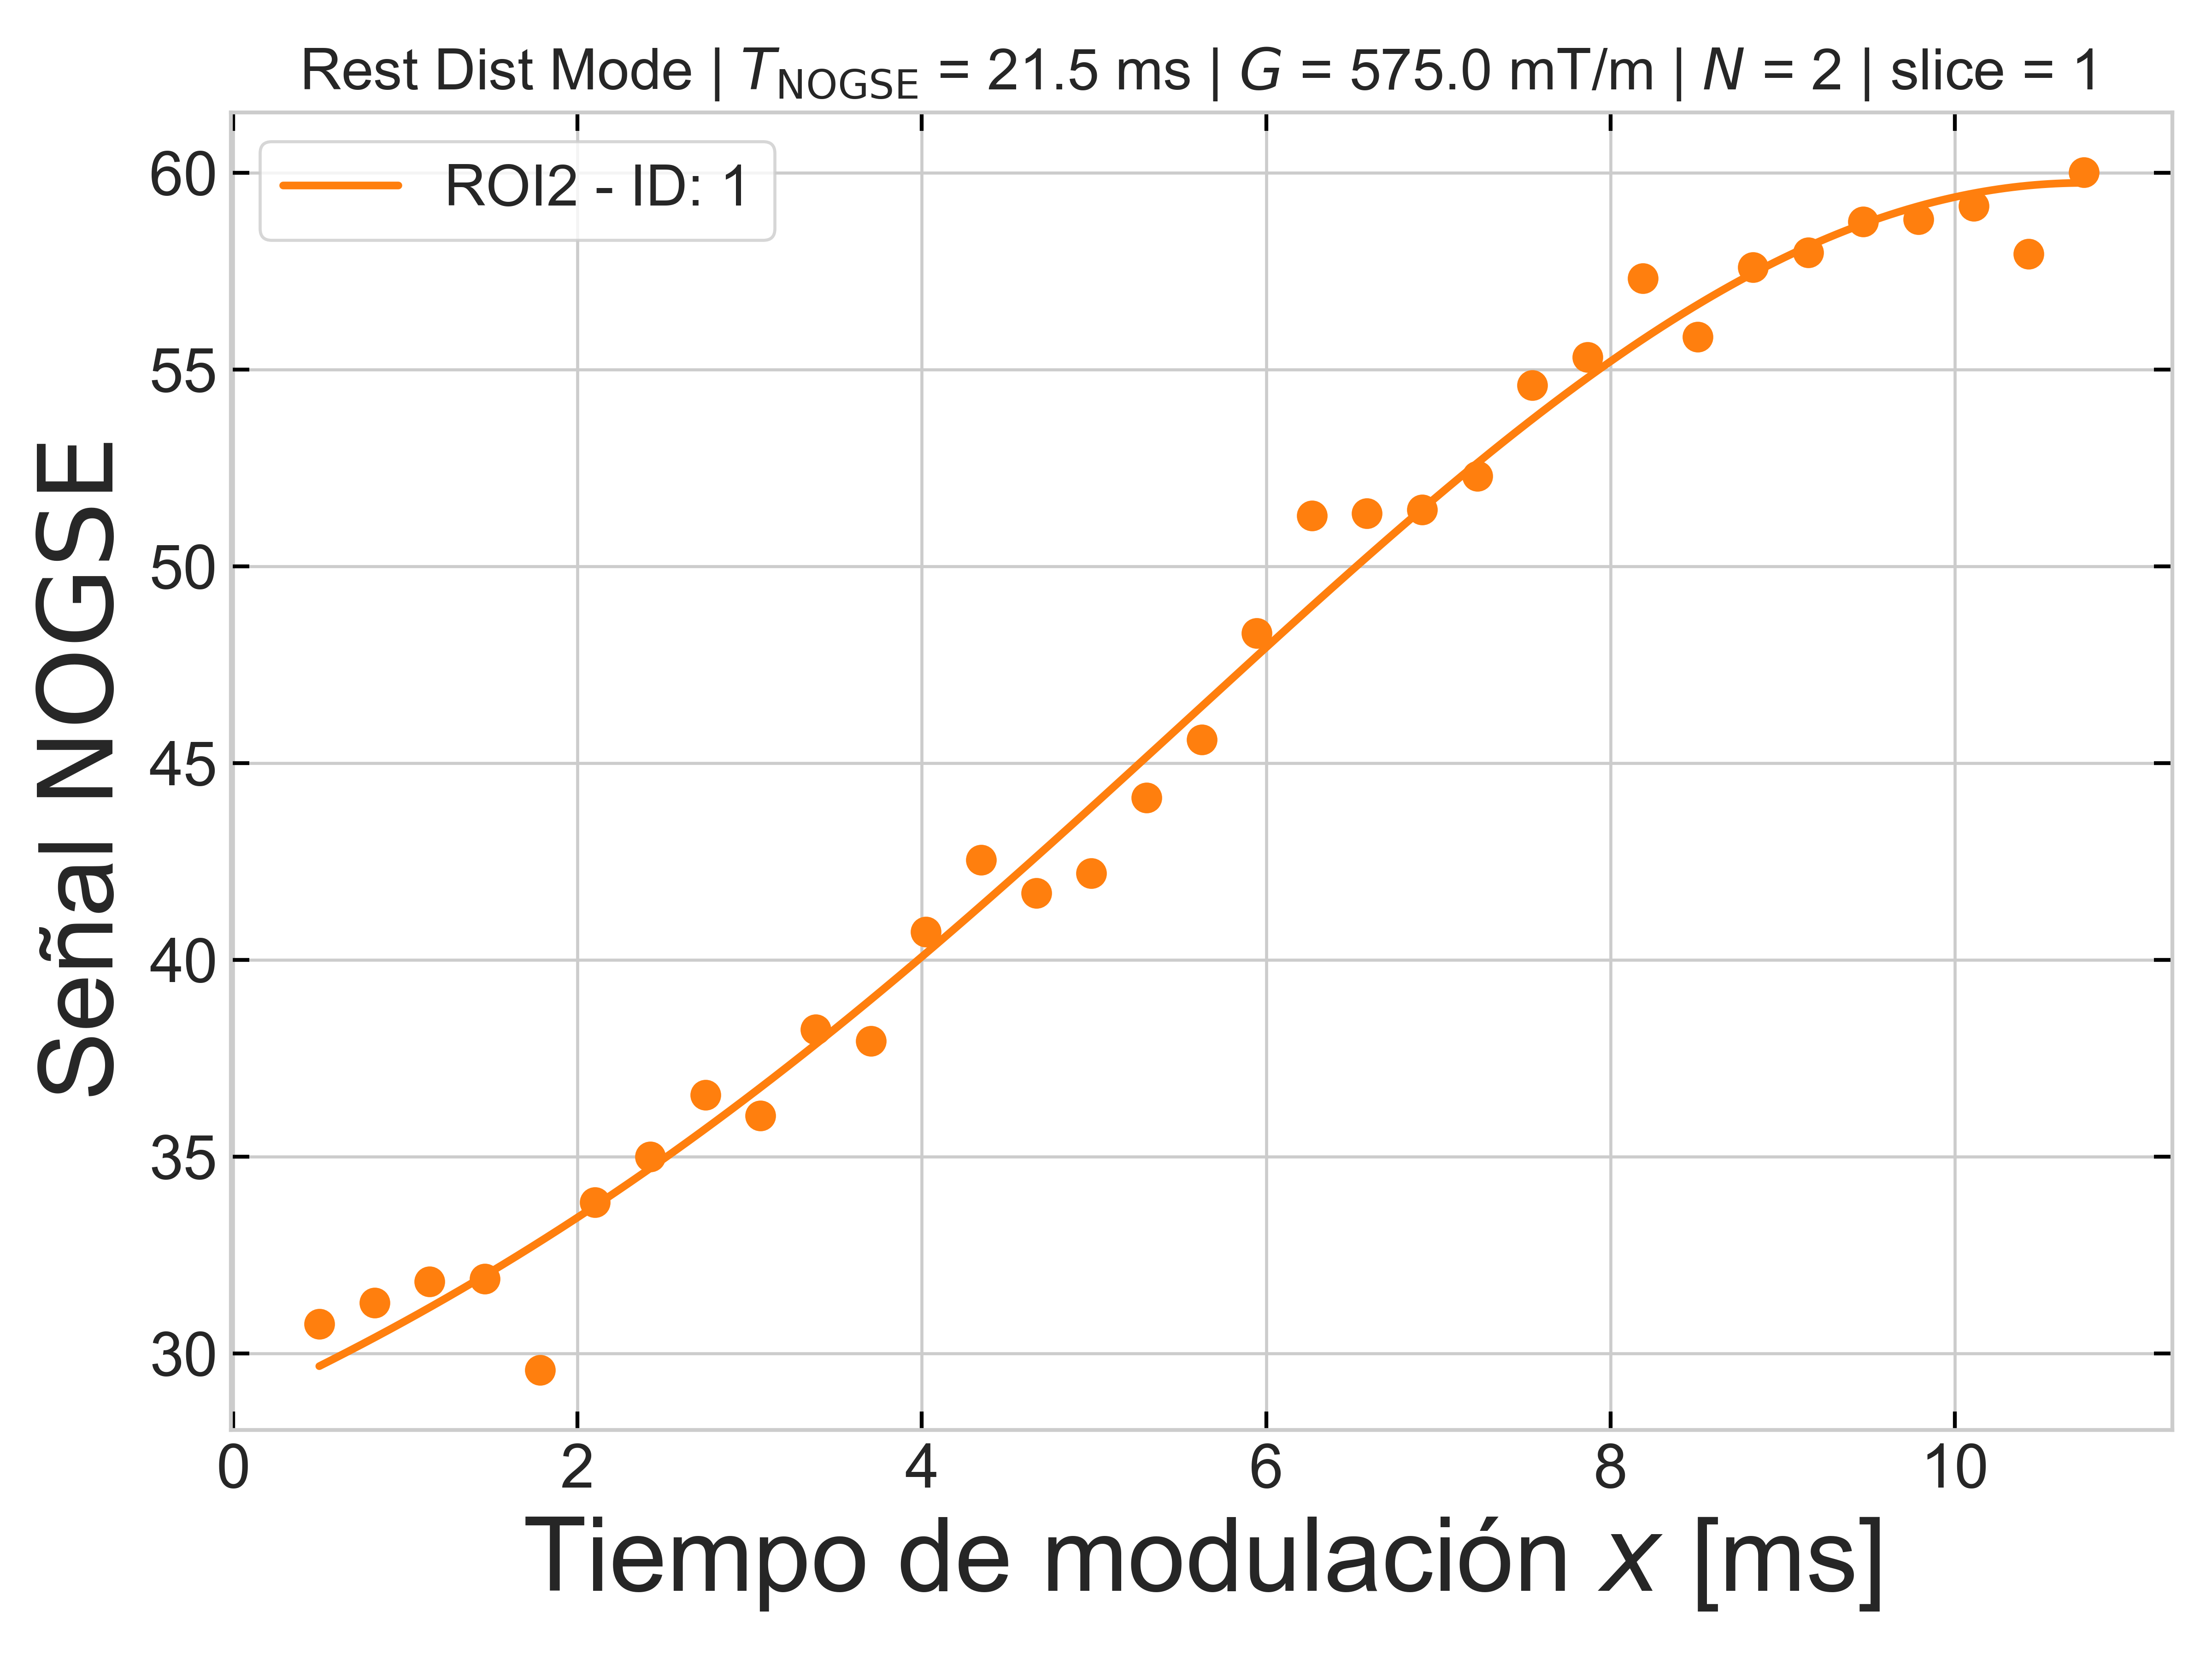 Rest Dist Mode | T_NOGSE = 21.5 ms | G = 575.0 mT/m | N = 2 | slice = 1
ROI2 - ID: 1
60
55
50
45
40
35
30
Señal NOGSE
0 2 4 6 8 10
Tiempo de modulación x [ms]